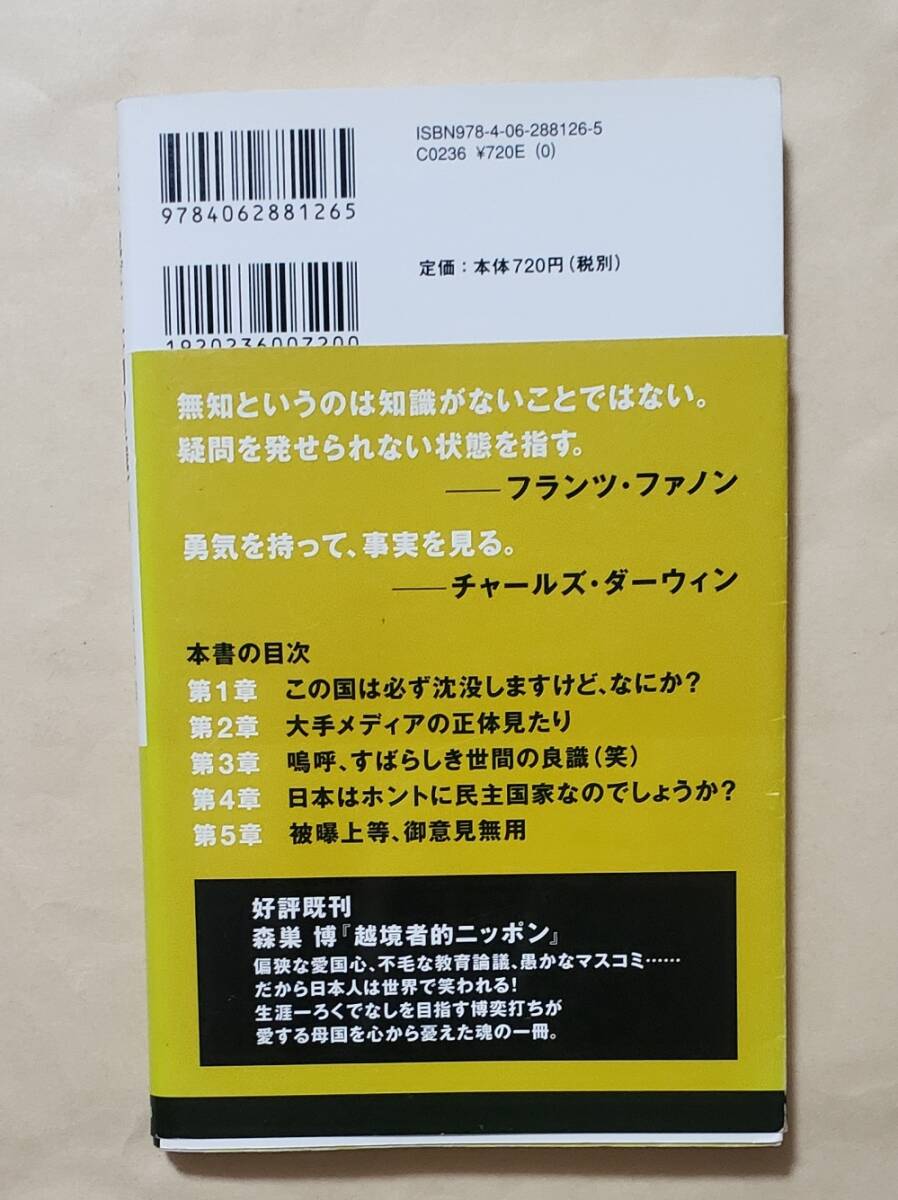 ISBN978-4-06-288126-5
C0236 ¥720E (0)
9784062881265
定価：本体720円（税別）
1920236007200
無知というのは知識がないことではない。
疑問を発せられない状態を指す。
――フランツ・ファノン
勇気を持って、事実を見る。
――チャールズ・ダーウィン
本書の目次
第1章 この国は必ず沈没しますけど、なにか？
第2章 大手メディアの正体見たり
第3章 嗚呼、すばらしき世間の良識（笑）
第4章 日本はホントに民主国家なのでしょうか？
第5章 被曝上等、御意見無用
好評既刊
森巣 博『越境者的ニッポン』
偏狭な愛国心、不毛な教育論議、愚かなマスコミ……
だから日本人は世界で笑われる！
生涯一ろくでなしを目指す博奕打ちが
愛する母国を心から憂えた魂の一冊。